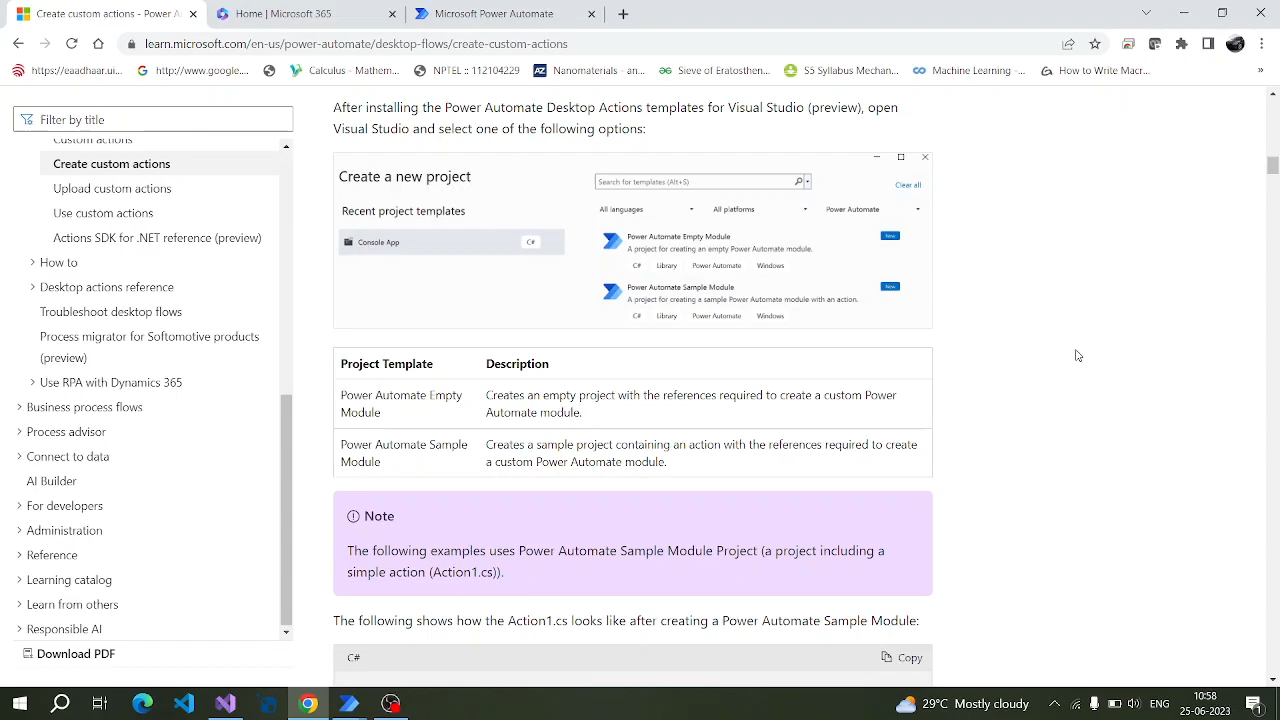 Create custom actions - Power A
Home | Microsoft 365
Microsoft Power Automate
learn.microsoft.com/en-us/power-automate/desktop-flows/create-custom-actions
https://eacharddwai...
http://www.google....
Calculus - Mathem...
NPTEL :: 112104229...
Nanomaterials - an...
Sieve of Eratosthen...
S5 Syllabus Mechan...
Machine Learning -...
How to Write Macr...
»
Filter by title
Custom actions
Create custom actions
Upload custom actions
Use custom actions
Actions SDK for .NET reference (preview)
How to
Desktop actions reference
Troubleshoot desktop flows
Process migrator for Softomotive products
(preview)
Use RPA with Dynamics 365
Business process flows
Process advisor
Connect to data
AI Builder
For developers
Administration
Reference
Learning catalog
Learn from others
Responsible AI
Download PDF
After installing the Power Automate Desktop Actions templates for Visual Studio (preview), open
Visual Studio and select one of the following options:
Create a new project
Search for templates (Alt+S)
Clear all
Recent project templates
All languages
All platforms
Power Automate
Console App
C#
Power Automate Empty Module
New
A project for creating an empty Power Automate module.
C#
Library
Power Automate
Windows
Power Automate Sample Module
New
A project for creating a sample Power Automate module with an action.
C#
Library
Power Automate
Windows
Project Template
Description
Power Automate Empty
Module
Creates an empty project with the references required to create a custom Power
Automate module.
Power Automate Sample
Module
Creates a sample project containing an action with the references required to create
a custom Power Automate module.
Note
The following examples uses Power Automate Sample Module Project (a project including a
simple action (Action1.cs)).
The following shows how the Action1.cs looks like after creating a Power Automate Sample Module:
C#
Copy
29°C Mostly cloudy
ENG
10:58
25-06-2023